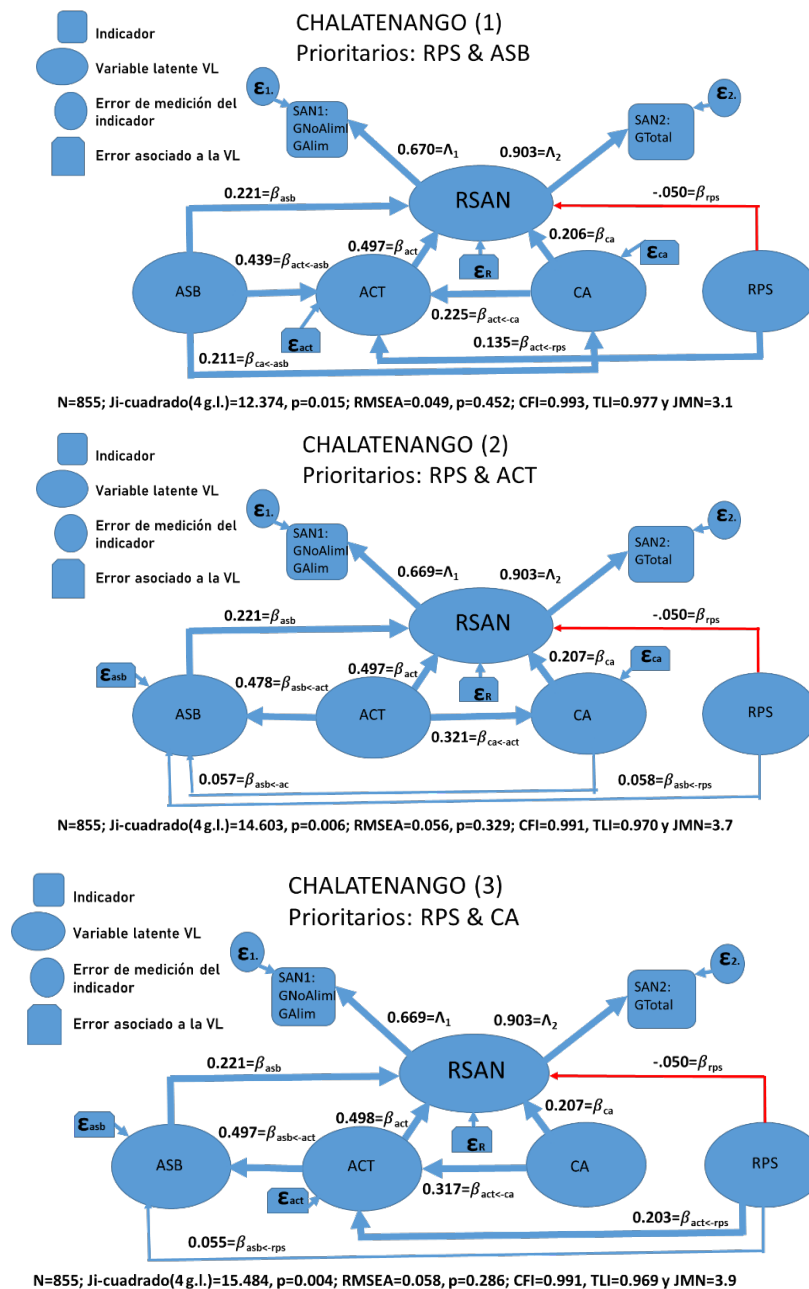 CHALATENANGO (1)
Prioritarios: RPS & ASB
Indicador
Variable latente VL
Error de medición del
indicador
Error asociado a la VL
ε1.
SAN1:
GNoAliml
GAlim
ε2.
SAN2:
GTotal
0.670=Λ1
0.903=Λ2
RSAN
0.221=βasb
-.050=βrps
0.439=βact<-asb
0.497=βact
0.206=βca
εR
εca
ASB
ACT
CA
RPS
0.225=βact<-ca
εact
0.211=βca<-asb
0.135=βact<-rps
N=855; Ji-cuadrado(4 g.l.)=12.374, p=0.015; RMSEA=0.049, p=0.452; CFI=0.993, TLI=0.977 y JMN=3.1
CHALATENANGO (2)
Prioritarios: RPS & ACT
Indicador
Variable latente VL
Error de medición del
indicador
Error asociado a la VL
ε1.
SAN1:
GNoAliml
GAlim
ε2.
SAN2:
GTotal
0.669=Λ1
0.903=Λ2
RSAN
0.221=βasb
-.050=βrps
εasb
0.478=βasb<-act
0.497=βact
0.207=βca
εR
εca
ASB
ACT
CA
RPS
0.321=βca<-act
0.057=βasb<-ac
0.058=βasb<-rps
N=855; Ji-cuadrado(4 g.l.)=14.603, p=0.006; RMSEA=0.056, p=0.329; CFI=0.991, TLI=0.970 y JMN=3.7
CHALATENANGO (3)
Prioritarios: RPS & CA
Indicador
Variable latente VL
Error de medición del
indicador
Error asociado a la VL
ε1.
SAN1:
GNoAliml
GAlim
ε2.
SAN2:
GTotal
0.669=Λ1
0.903=Λ2
RSAN
0.221=βasb
-.050=βrps
εasb
0.497=βasb<-act
0.498=βact
0.207=βca
εR
ASB
ACT
CA
RPS
0.317=βact<-ca
εact
0.203=βact<-rps
0.055=βasb<-rps
N=855; Ji-cuadrado(4 g.l.)=15.484, p=0.004; RMSEA=0.058, p=0.286; CFI=0.991, TLI=0.969 y JMN=3.9